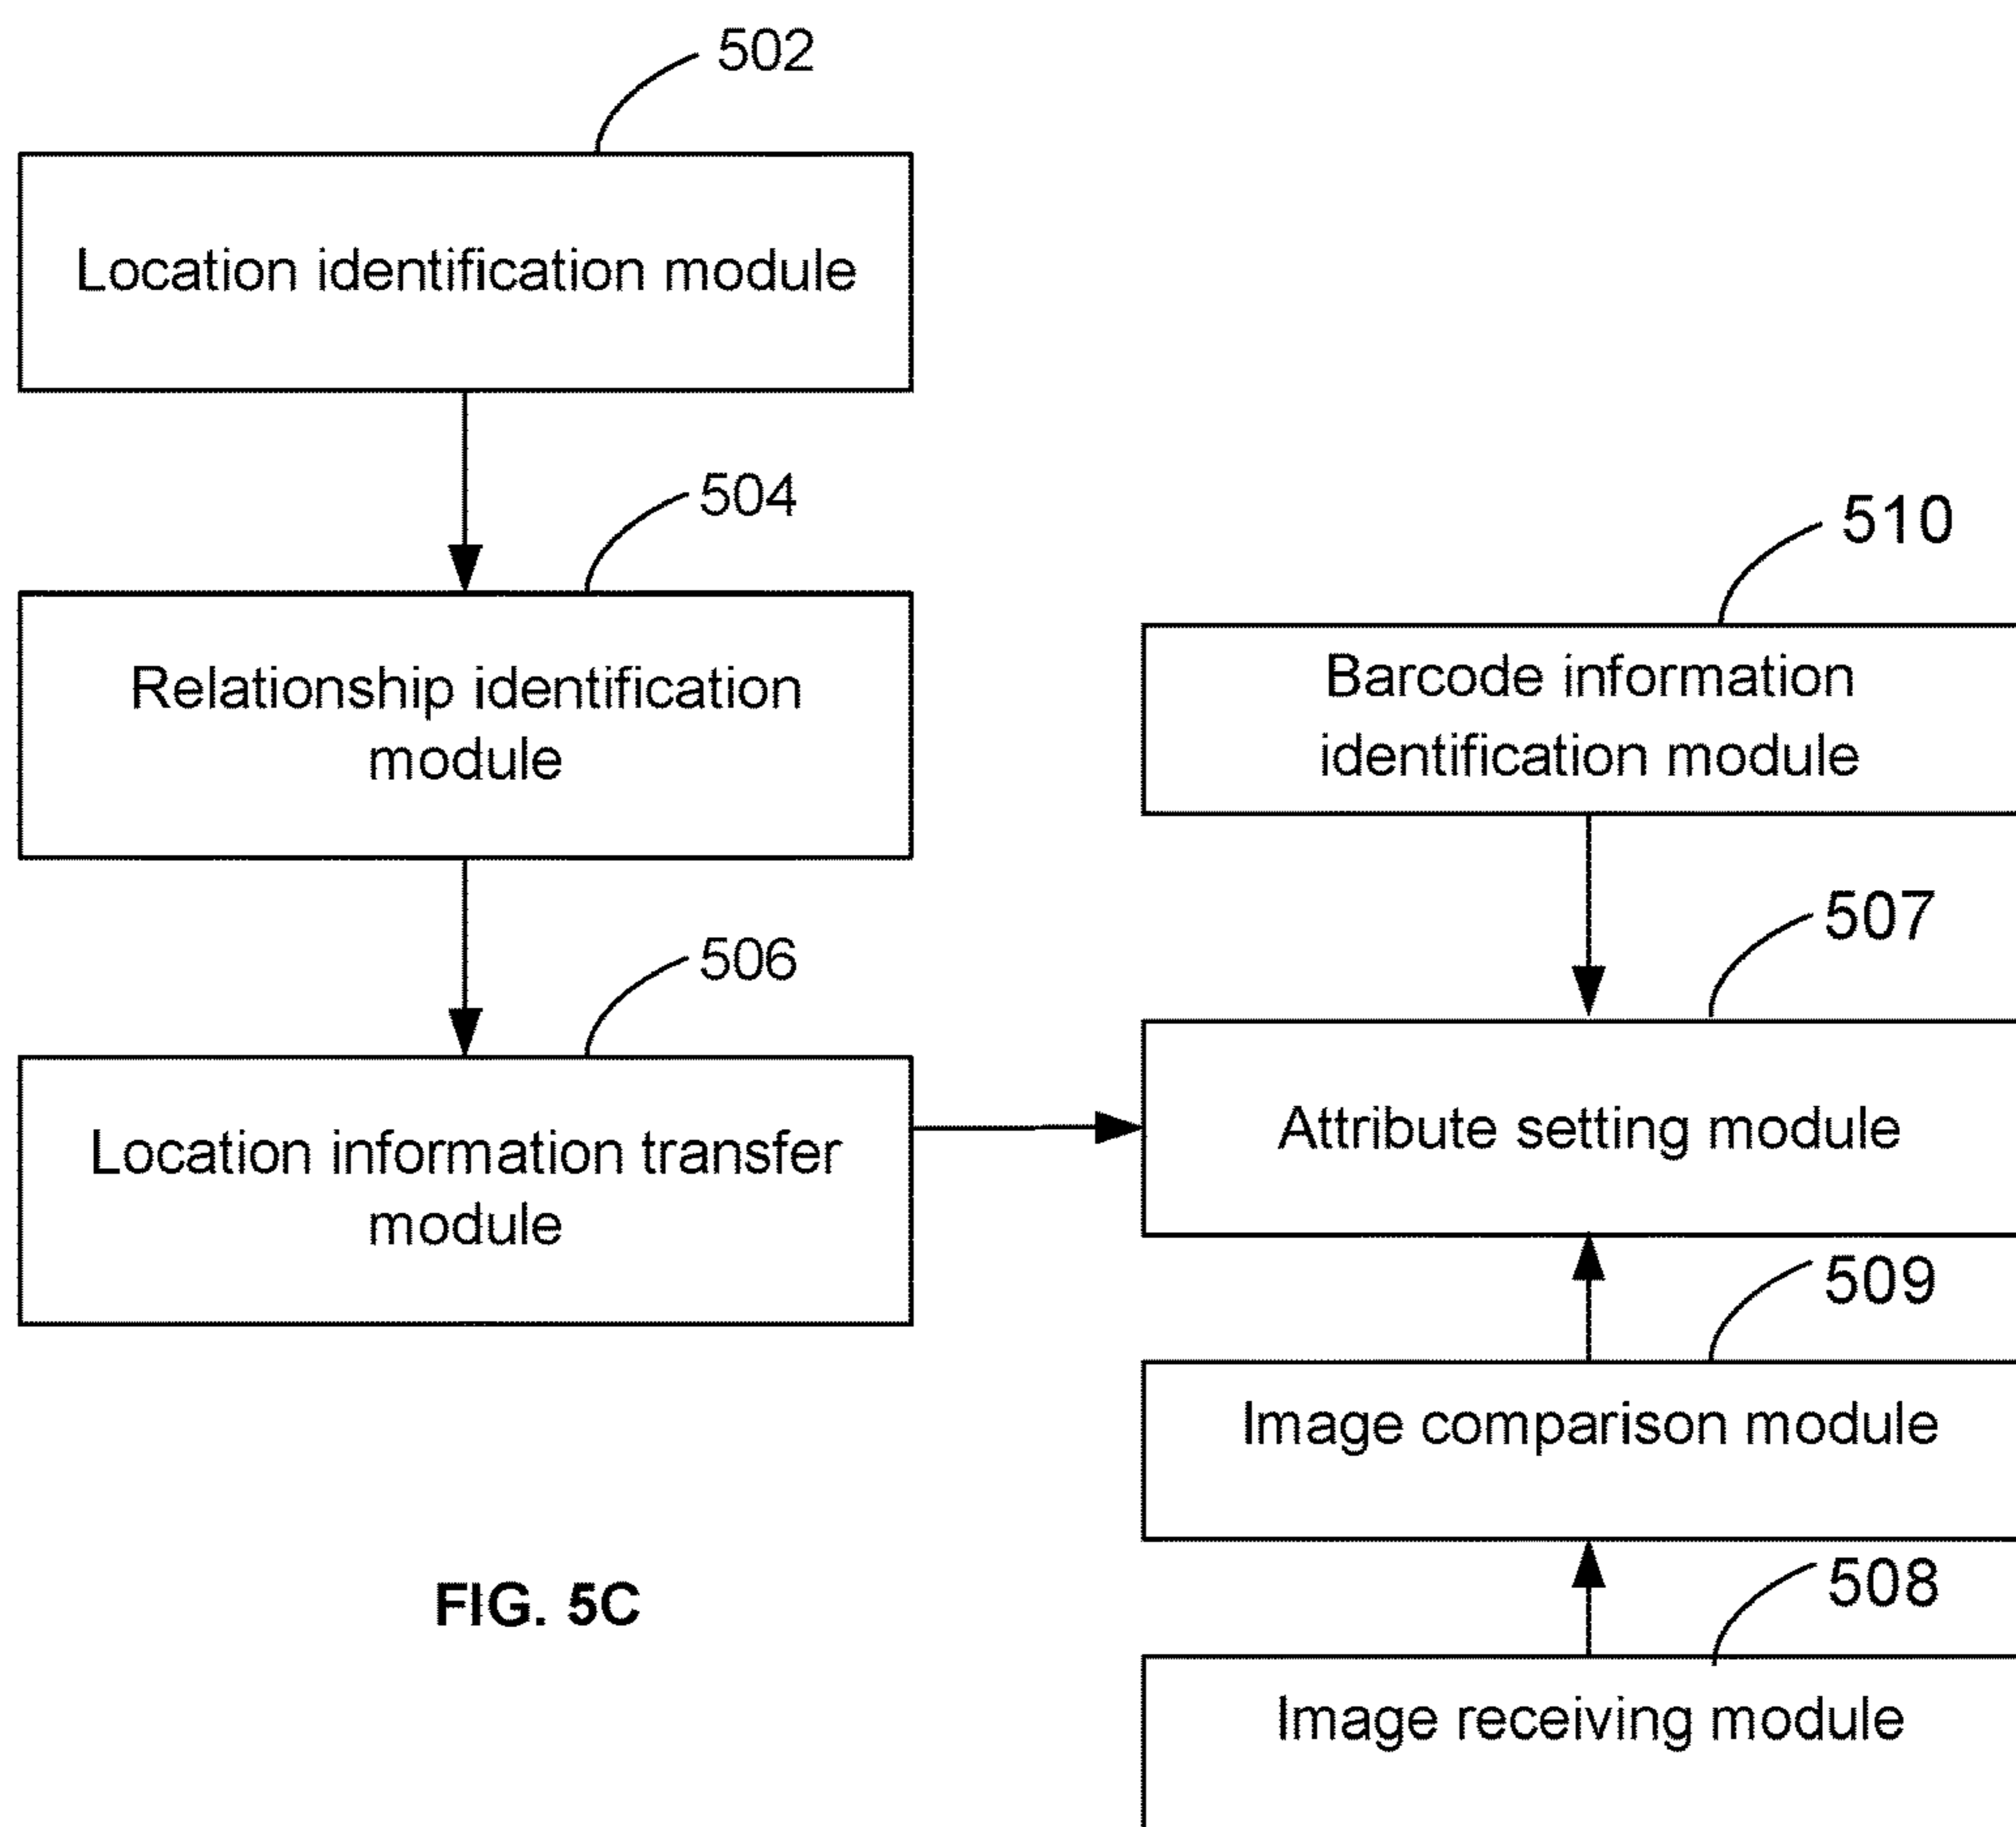 502
Location identification module
504
Relationship identification
module
506
Location information transfer
module
510
Barcode information
identification module
507
Attribute setting module
509
Image comparison module
508
Image receiving module
FIG. 5C